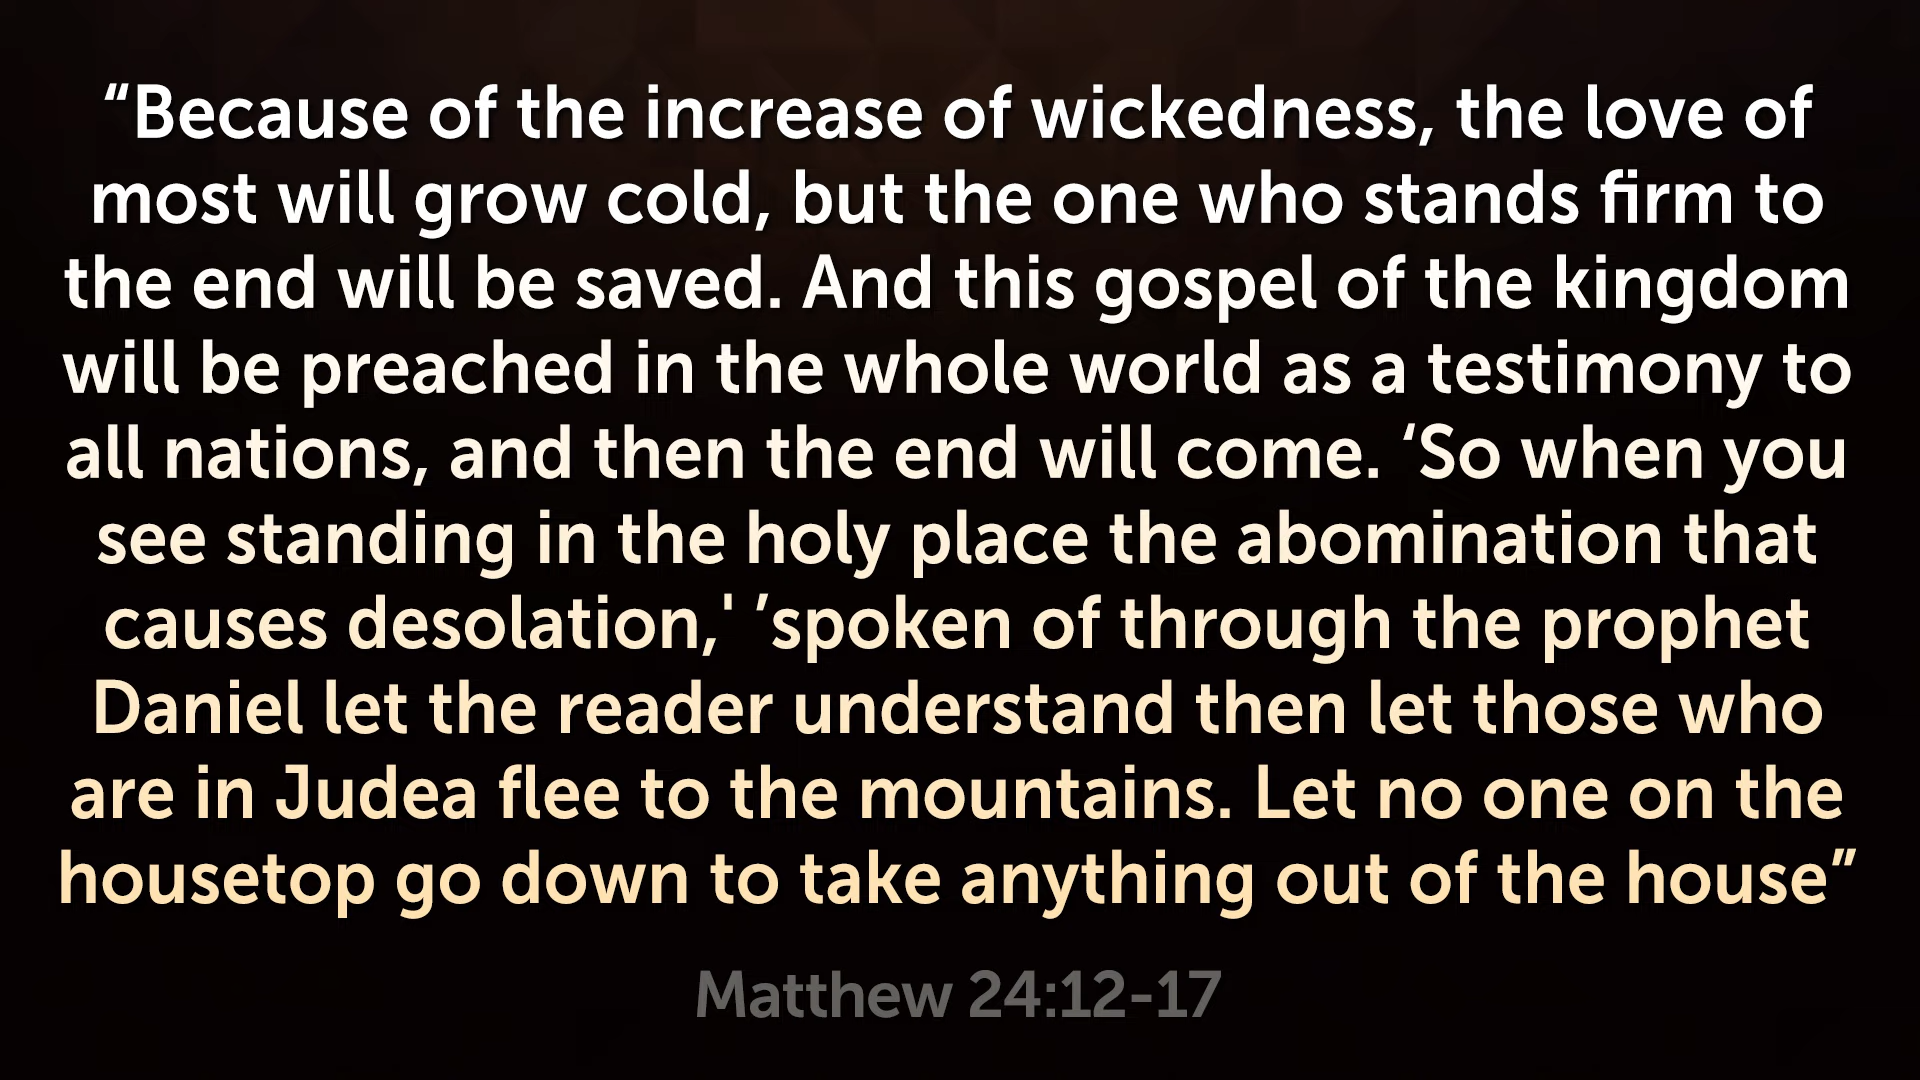 “Because of the increase of wickedness, the love of
most will grow cold, but the one who stands firm to
the end will be saved. And this gospel of the kingdom
will be preached in the whole world as a testimony to
all nations, and then the end will come. ‘So when you
see standing in the holy place the abomination that
causes desolation,' ’spoken of through the prophet
Daniel let the reader understand then let those who
are in Judea flee to the mountains. Let no one on the
housetop go down to take anything out of the house”
Matthew 24:12-17